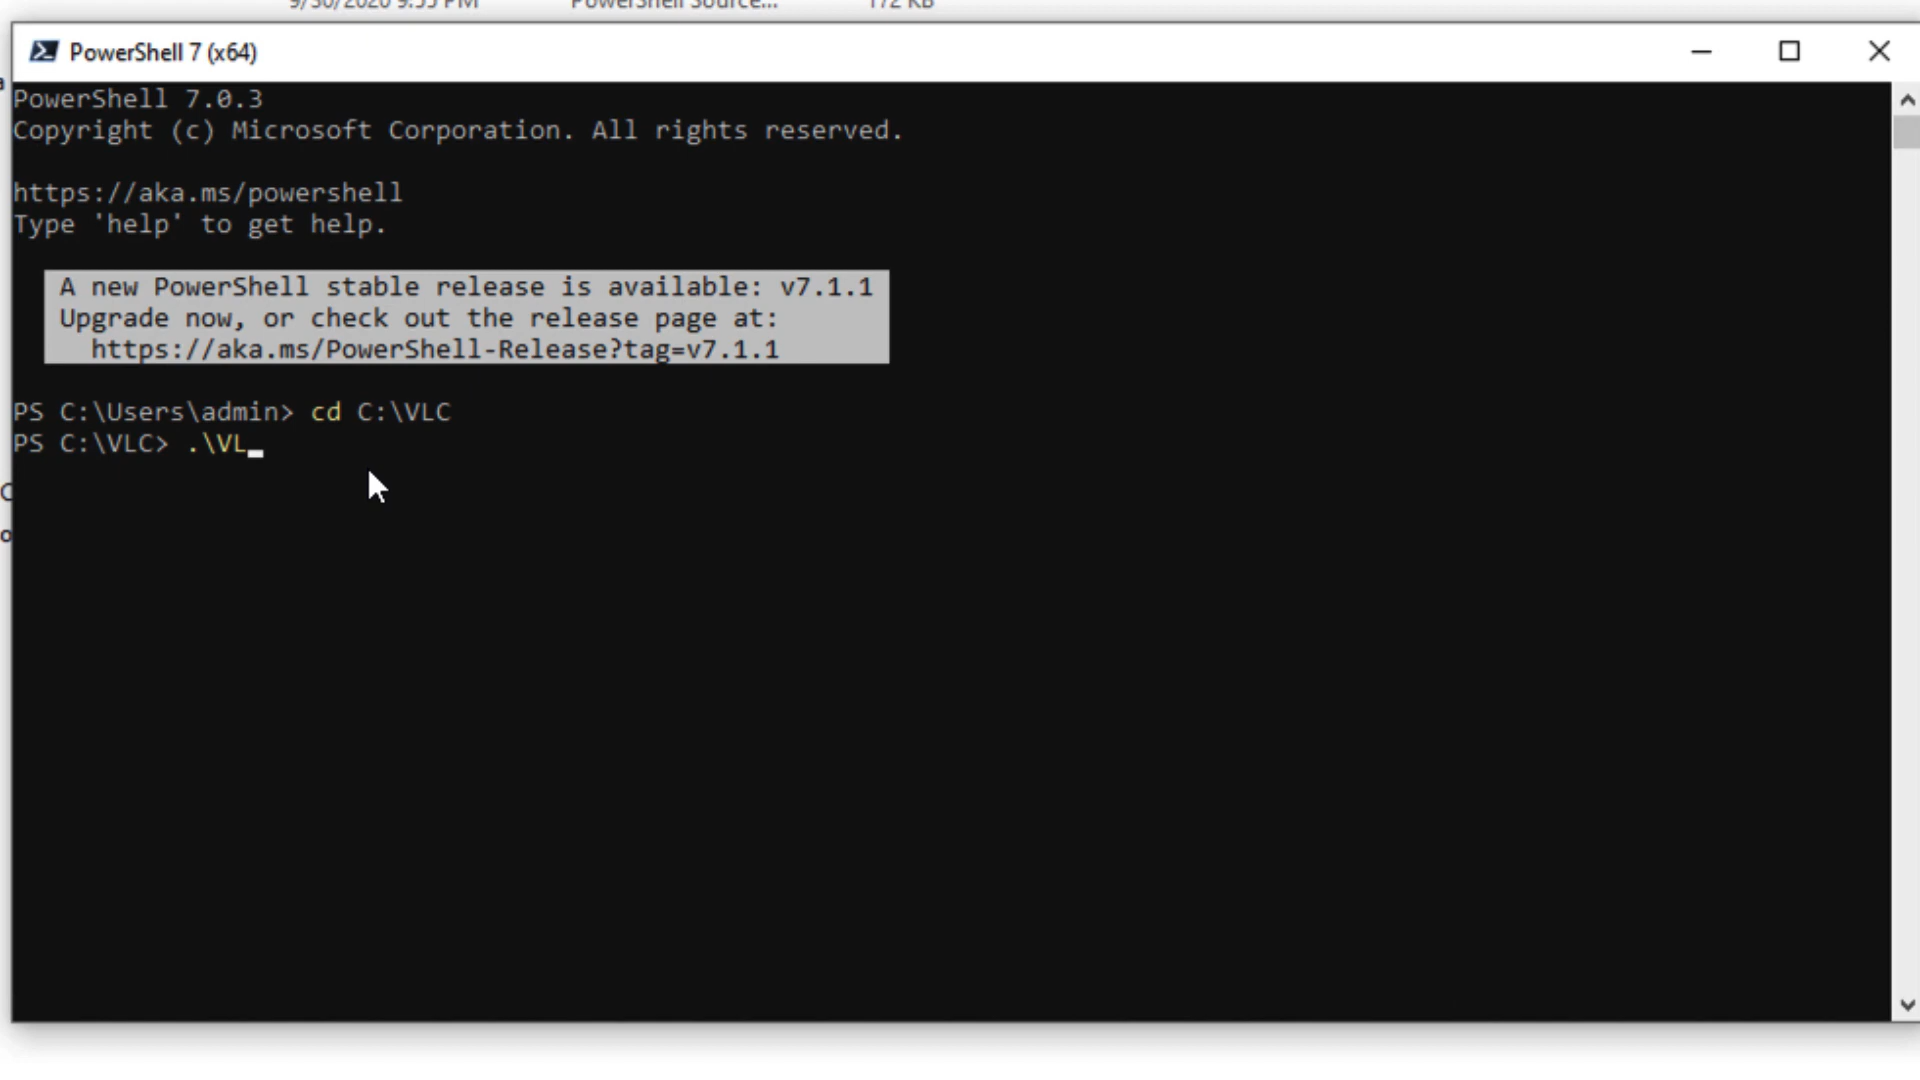 9/30/2020 9:55 PM PowerShell Source... 172 KB
PowerShell 7 (x64)
PowerShell 7.0.3
Copyright (c) Microsoft Corporation. All rights reserved.
https://aka.ms/powershell
Type 'help' to get help.
A new PowerShell stable release is available: v7.1.1
Upgrade now, or check out the release page at:
https://aka.ms/PowerShell-Release?tag=v7.1.1
PS C:\Users\admin> cd C:\VLC
PS C:\VLC> .\VL